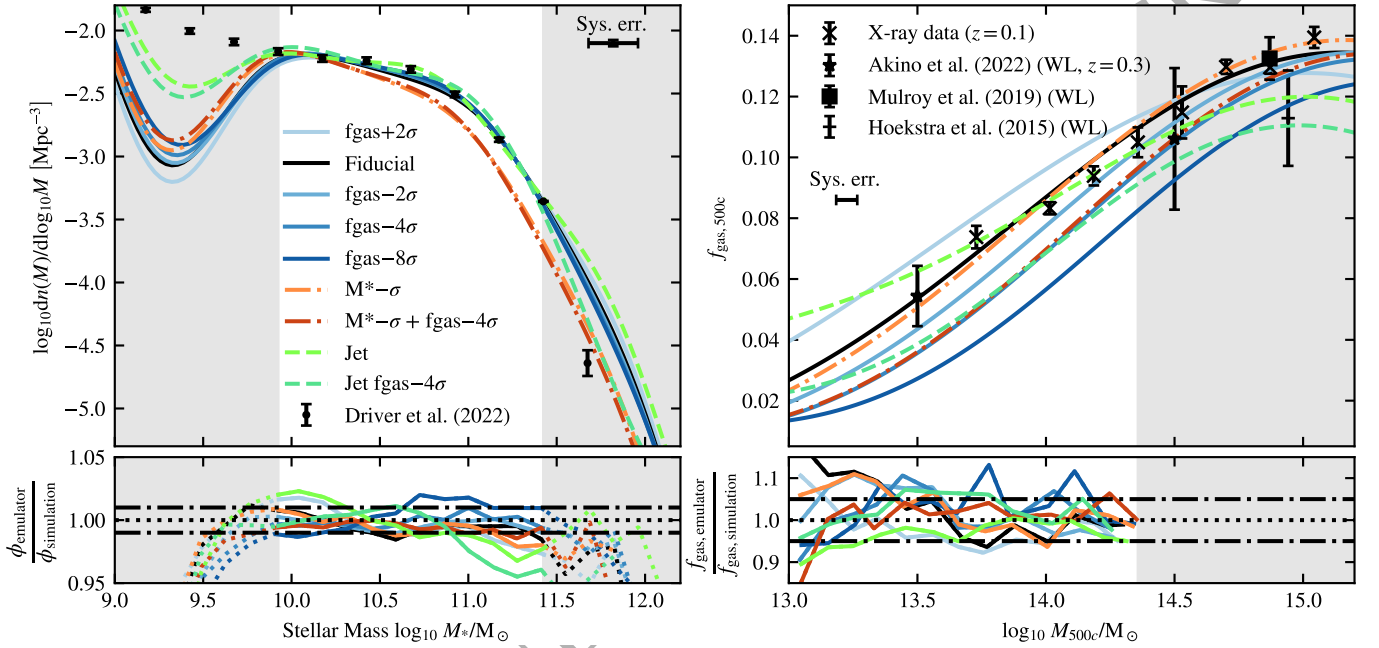 −2.0
−2.5
−3.0
−3.5
−4.0
−4.5
−5.0
log₁₀dn(M)/dlog₁₀M [Mpc⁻³]
Sys. err.
fgas+2σ
Fiducial
fgas−2σ
fgas−4σ
fgas−8σ
M*−σ
M*−σ + fgas−4σ
Jet
Jet fgas−4σ
Driver et al. (2022)
1.05
1.00
0.95
ϕemulator
ϕsimulation
9.0 9.5 10.0 10.5 11.0 11.5 12.0
Stellar Mass log₁₀ M*/M⊙
0.14
0.12
0.10
0.08
0.06
0.04
0.02
fgas, 500c
X-ray data (z = 0.1)
Akino et al. (2022) (WL, z = 0.3)
Mulroy et al. (2019) (WL)
Hoekstra et al. (2015) (WL)
Sys. err.
1.1
1.0
0.9
fgas, emulator
fgas, simulation
13.0 13.5 14.0 14.5 15.0
log₁₀ M500c/M⊙